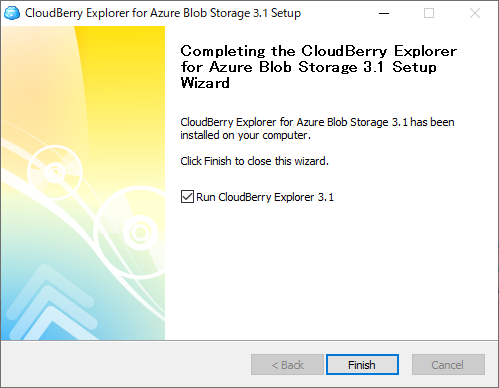 CloudBerry Explorer for Azure Blob Storage 3.1 Setup
Completing the CloudBerry Explorer
for Azure Blob Storage 3.1 Setup
Wizard
CloudBerry Explorer for Azure Blob Storage 3.1 has been
installed on your computer.
Click Finish to close this wizard.
Run CloudBerry Explorer 3.1
< Back
Finish
Cancel